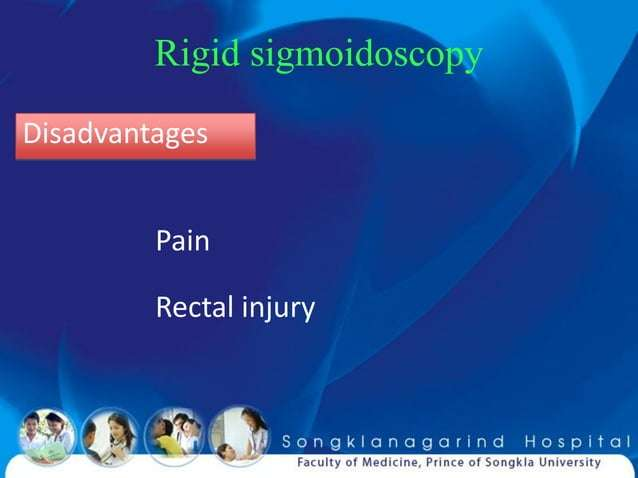 Rigid sigmoidoscopy
Disadvantages
Pain
Rectal injury
Songklanagarind Hospital
Faculty of Medicine, Prince of Songkla University